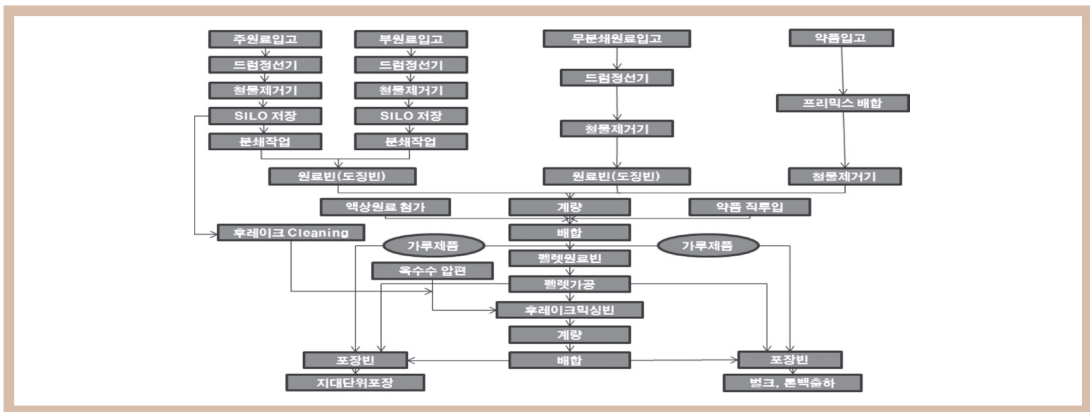 주원료입고
부원료입고
무분쇄원료입고
약품입고
드럼정선기
드럼정선기
드럼정선기
철물제거기
철물제거기
프리믹스 배합
SILO 저장
SILO 저장
철물제거기
분쇄작업
분쇄작업
원료빈(도징빈)
원료빈(도징빈)
철물제거기
액상원료 첨가
계량
약품 직투입
후레이크 Cleaning
배합
가루제품
가루제품
펠렛원료빈
옥수수 압편
펠렛가공
후레이크믹싱빈
계량
포장빈
배합
포장빈
지대단위포장
벌크, 톤백출하